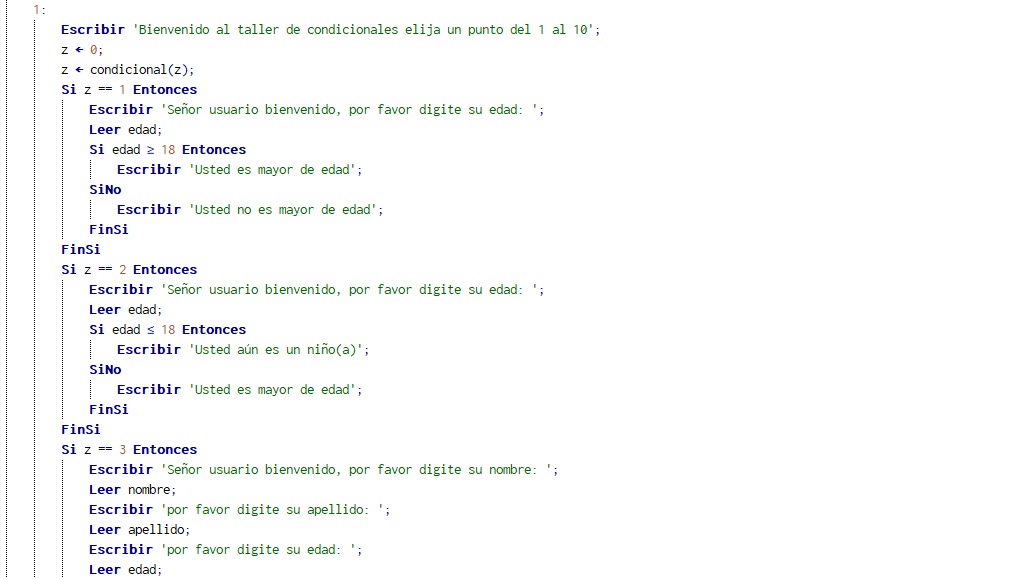 1:
Escribir 'Bienvenido al taller de condicionales elija un punto del 1 al 10';
z ← 0;
z ← condicional(z);
Si z == 1 Entonces
Escribir 'Señor usuario bienvenido, por favor digite su edad: ';
Leer edad;
Si edad ≥ 18 Entonces
Escribir 'Usted es mayor de edad';
SiNo
Escribir 'Usted no es mayor de edad';
FinSi
FinSi
Si z == 2 Entonces
Escribir 'Señor usuario bienvenido, por favor digite su edad: ';
Leer edad;
Si edad ≤ 18 Entonces
Escribir 'Usted aún es un niño(a)';
SiNo
Escribir 'Usted es mayor de edad';
FinSi
FinSi
Si z == 3 Entonces
Escribir 'Señor usuario bienvenido, por favor digite su nombre: ';
Leer nombre;
Escribir 'por favor digite su apellido: ';
Leer apellido;
Escribir 'por favor digite su edad: ';
Leer edad;